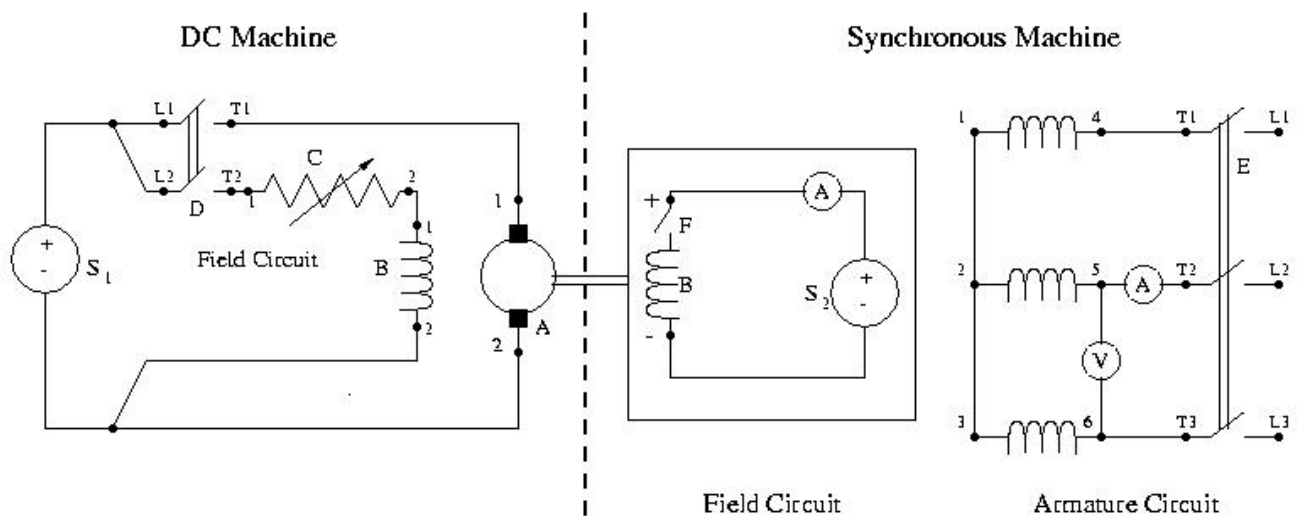 DC Machine
Synchronous Machine
L1 T1
L2 T2 1 C 2
D
+
-
S1
Field Circuit
1
B
2
1
A
2
+
F
B
-
A
+
-
S2
1 4 T1 L1
E
2 5 A T2 L2
V
3 6 T3 L3
Field Circuit
Armature Circuit